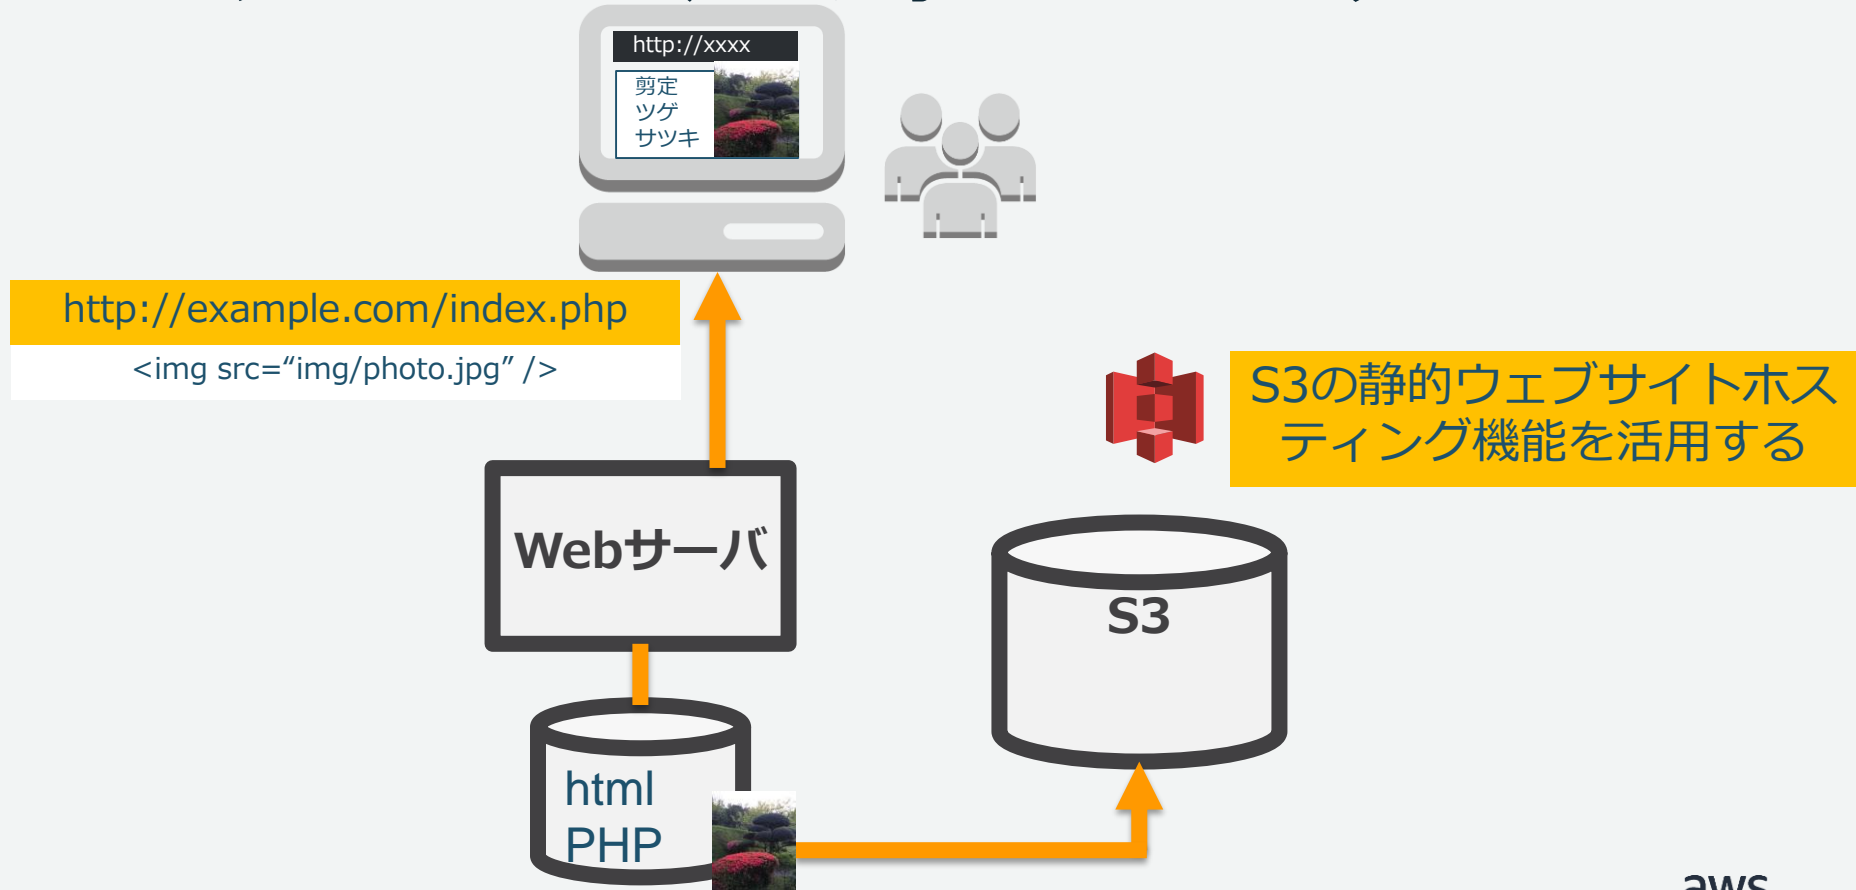 http://xxxx
剪定
ツゲ
サツキ
http://example.com/index.php
<img src=“img/photo.jpg” />
S3の静的ウェブサイトホス
ティング機能を活用する
Webサーバ
S3
html
PHP
aws